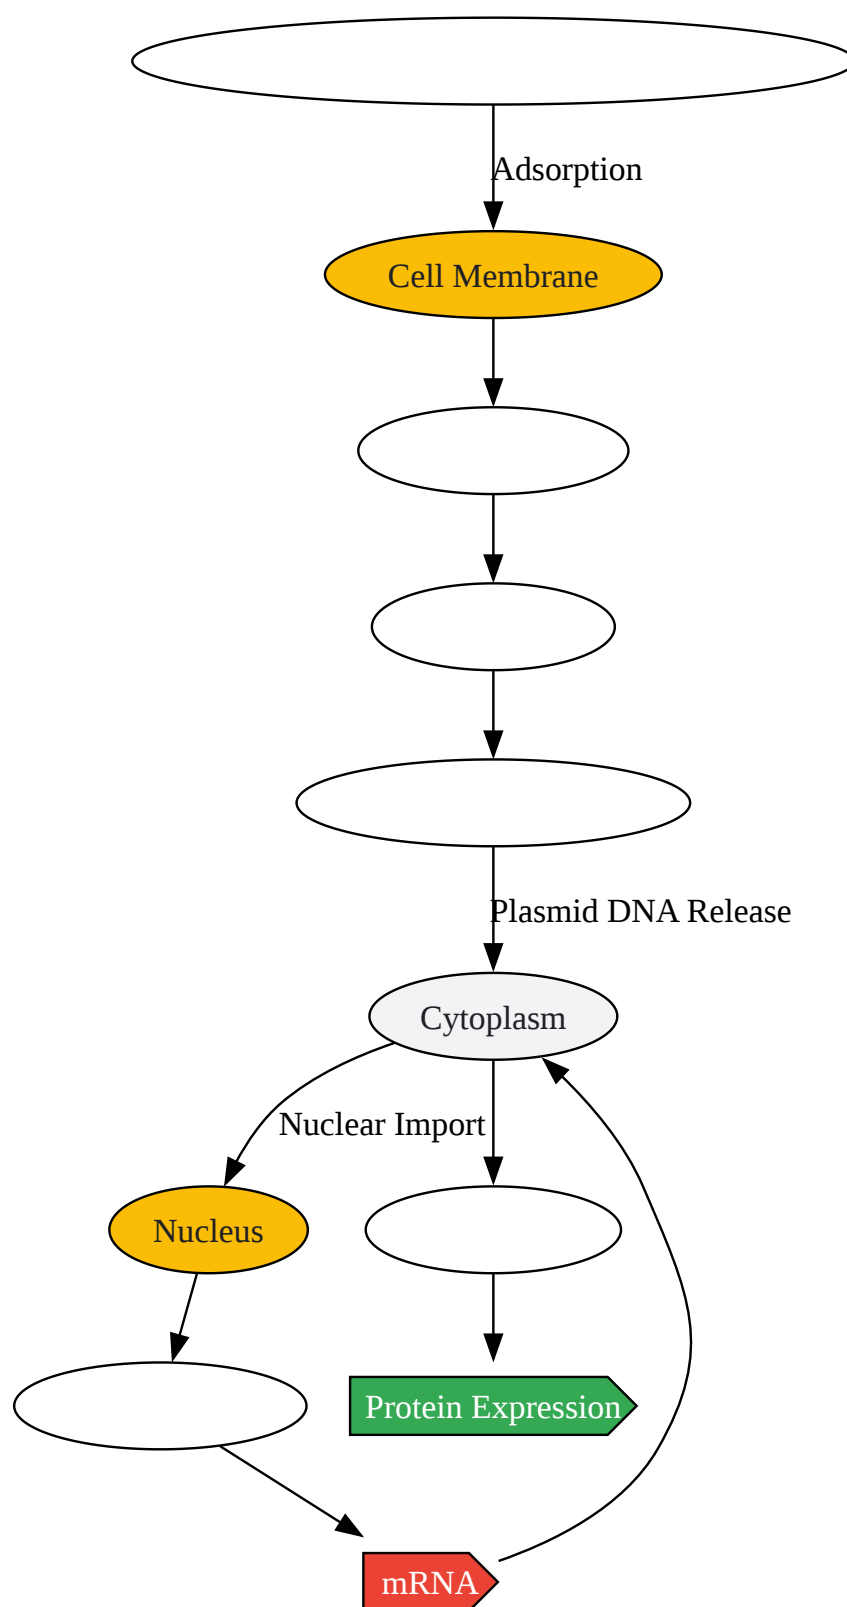 Adsorption
Cell Membrane
Plasmid DNA Release
Cytoplasm
Nuclear Import
Nucleus
Protein Expression
mRNA